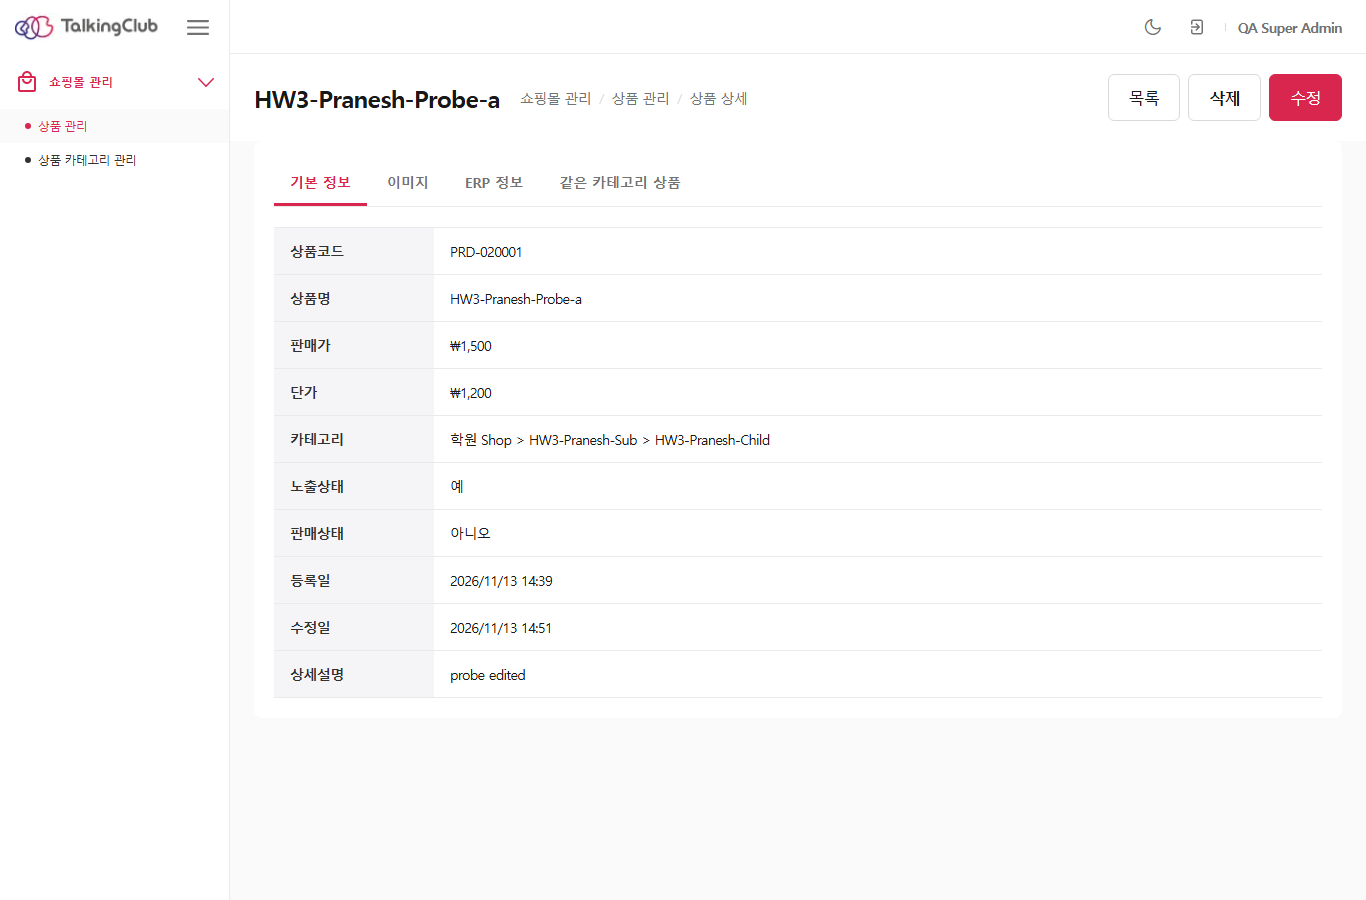 TalkingClub
QA Super Admin
쇼핑몰 관리
상품 관리
상품 카테고리 관리
HW3-Pranesh-Probe-a 쇼핑몰 관리 / 상품 관리 / 상품 상세
목록 삭제 수정
기본 정보 이미지 ERP 정보 같은 카테고리 상품
상품코드 PRD-020001
상품명 HW3-Pranesh-Probe-a
판매가 ₩1,500
단가 ₩1,200
카테고리 학원 Shop > HW3-Pranesh-Sub > HW3-Pranesh-Child
노출상태 예
판매상태 아니오
등록일 2026/11/13 14:39
수정일 2026/11/13 14:51
상세설명 probe edited